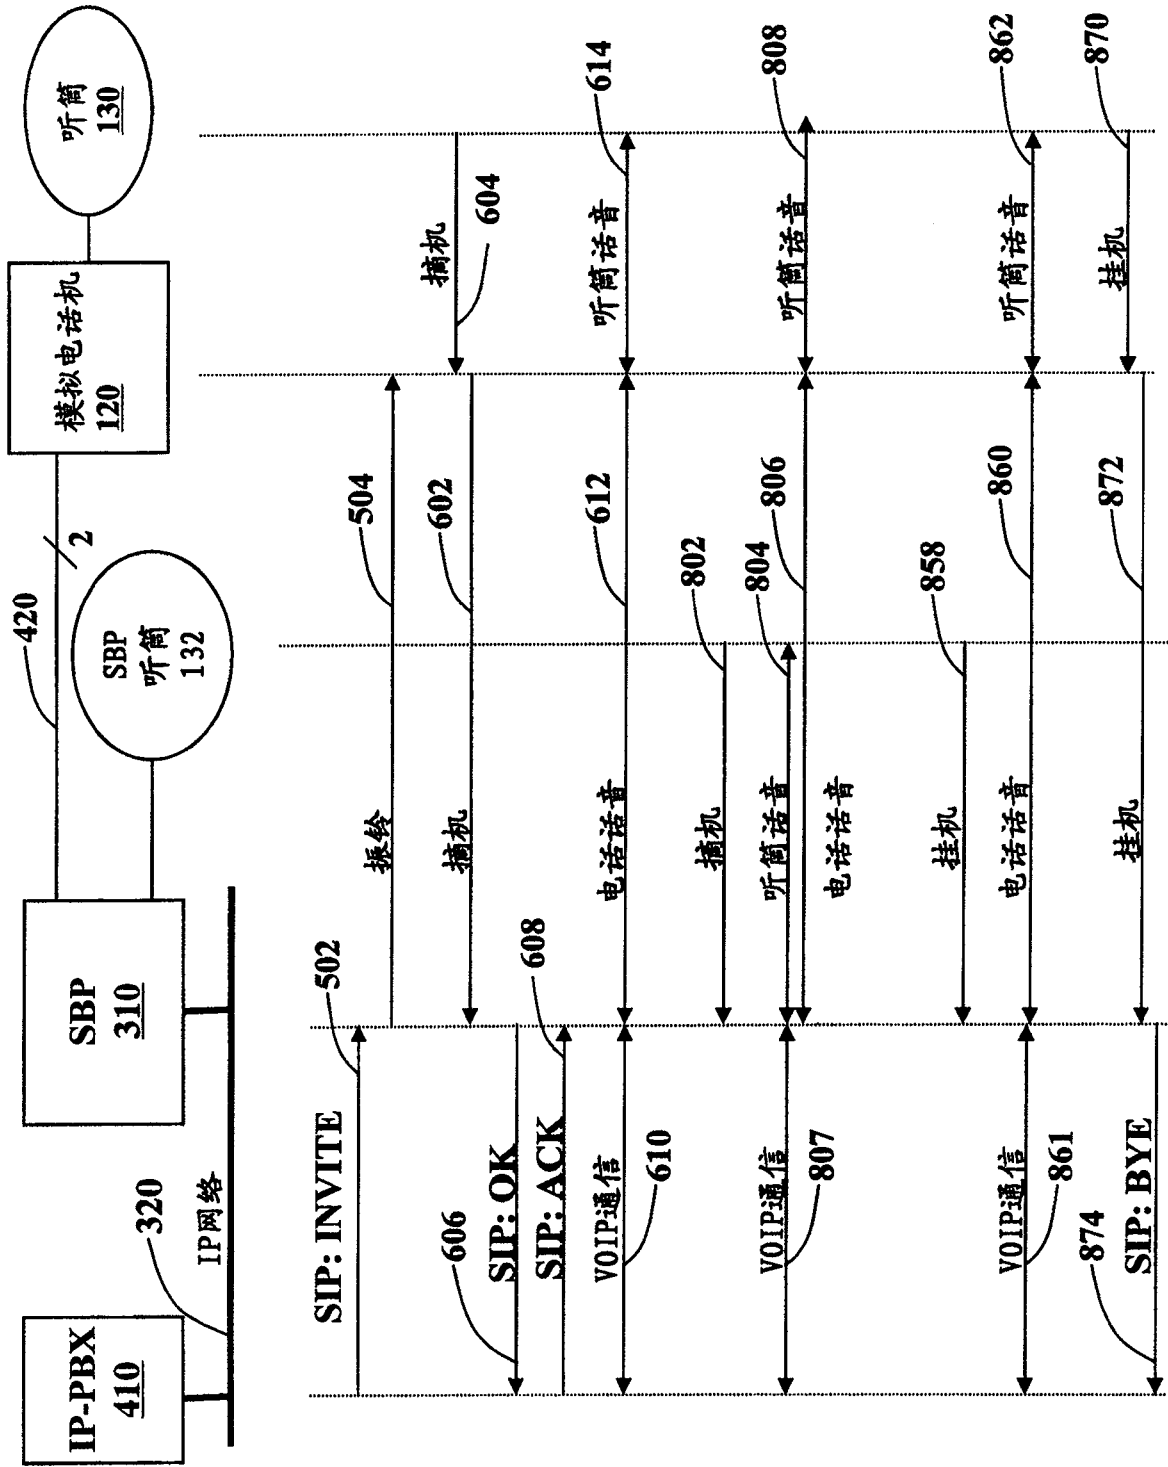 IP-PBX
410
320
IP网络
SBP
310
420
2
SBP
听筒
132
模拟电话机
120
听筒
130
SIP: INVITE
502
振铃
504
摘机
604
摘机
602
606
SIP: OK
SIP: ACK
608
VOIP通信
610
电话话音
612
听筒话音
614
摘机
802
VOIP通信
807
听筒话音
804
电话话音
806
听筒话音
808
挂机
858
VOIP通信
861
电话话音
860
听筒话音
862
挂机
870
挂机
872
874
SIP: BYE